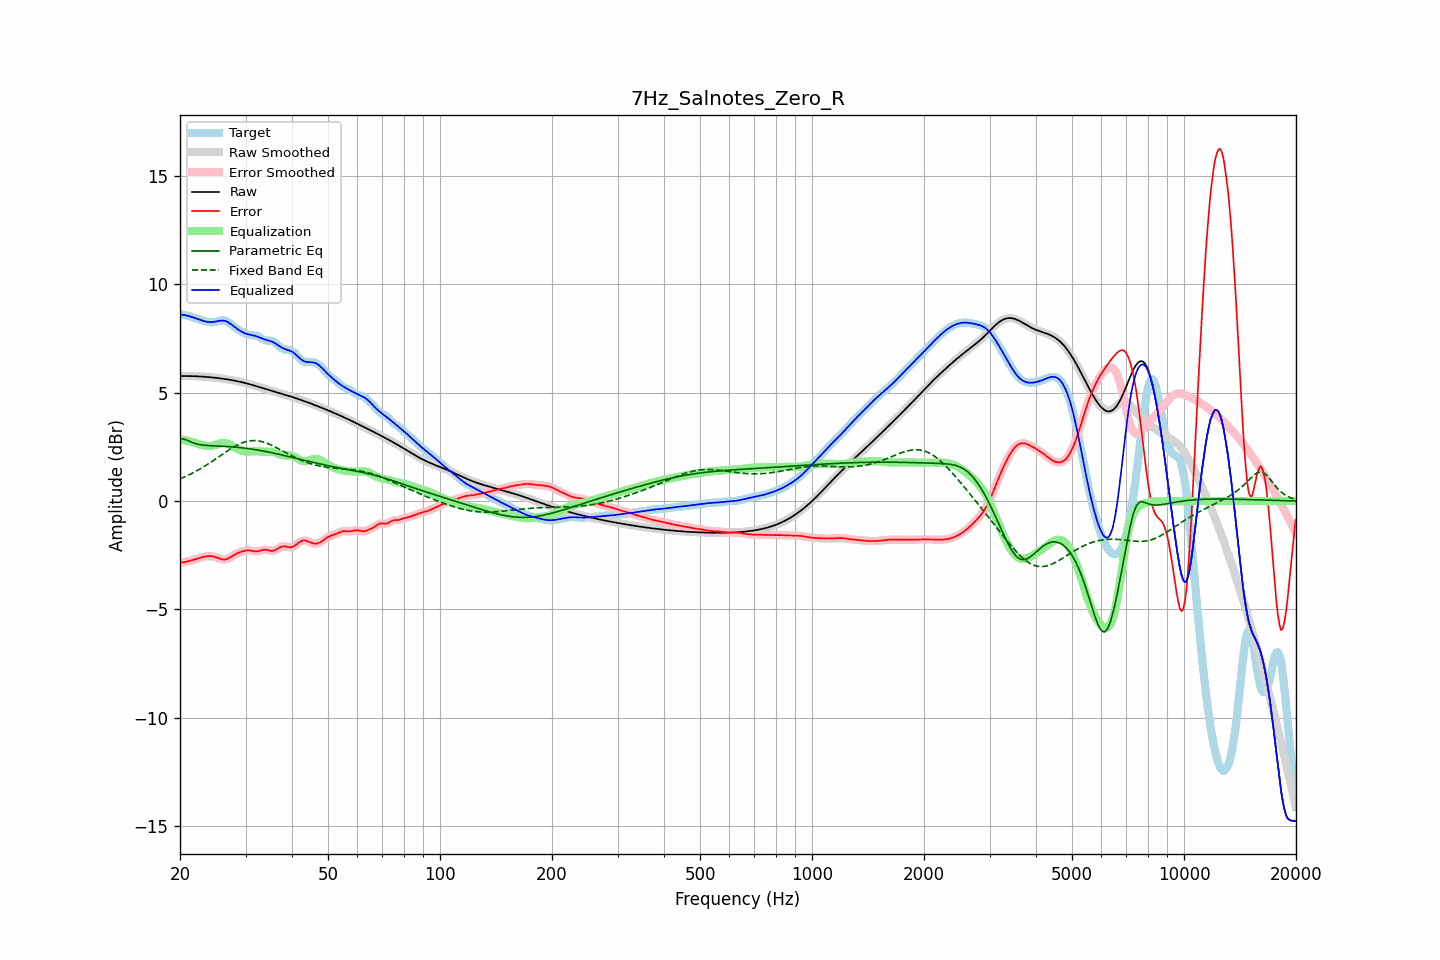 7Hz_Salnotes_Zero_R
Target
Raw Smoothed
Error Smoothed
Raw
Error
Equalization
Parametric Eq
Fixed Band Eq
Equalized
15
10
5
0
−5
−10
−15
Amplitude (dBr)
20
50
100
200
500
1000
2000
5000
10000
20000
Frequency (Hz)